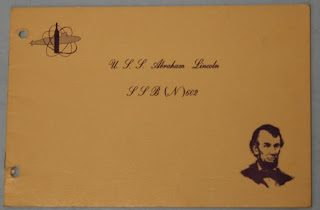 U. S. S. Abraham Lincoln
S S B (N) 602